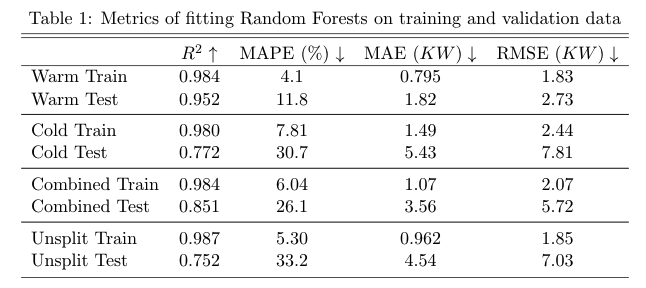 Table 1: Metrics of fitting Random Forests on training and validation data
R² ↑ MAPE (%) ↓ MAE (KW) ↓ RMSE (KW) ↓
Warm Train 0.984 4.1 0.795 1.83
Warm Test 0.952 11.8 1.82 2.73
Cold Train 0.980 7.81 1.49 2.44
Cold Test 0.772 30.7 5.43 7.81
Combined Train 0.984 6.04 1.07 2.07
Combined Test 0.851 26.1 3.56 5.72
Unsplit Train 0.987 5.30 0.962 1.85
Unsplit Test 0.752 33.2 4.54 7.03